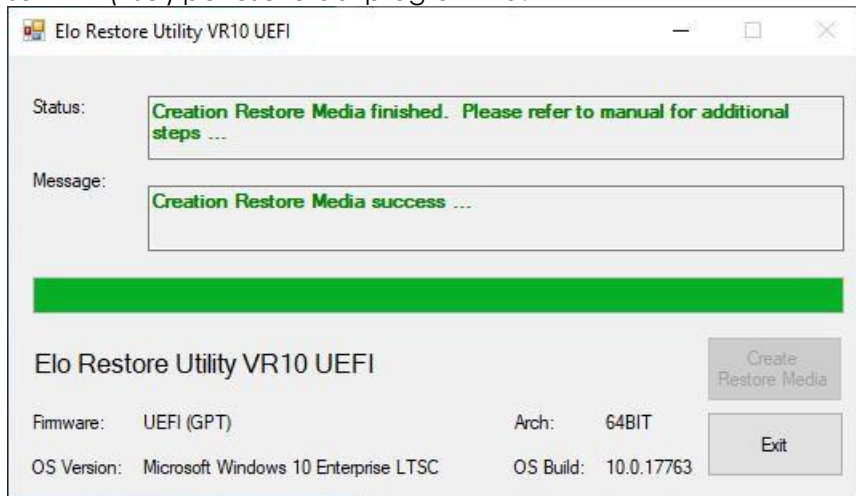 Elo Restore Utility VR10 UEFI
Status:
Creation Restore Media finished. Please refer to manual for additional
steps ...
Message:
Creation Restore Media success ...
Elo Restore Utility VR10 UEFI
Create
Restore Media
Firmware: UEFI (GPT) Arch: 64BIT
Exit
OS Version: Microsoft Windows 10 Enterprise LTSC OS Build: 10.0.17763